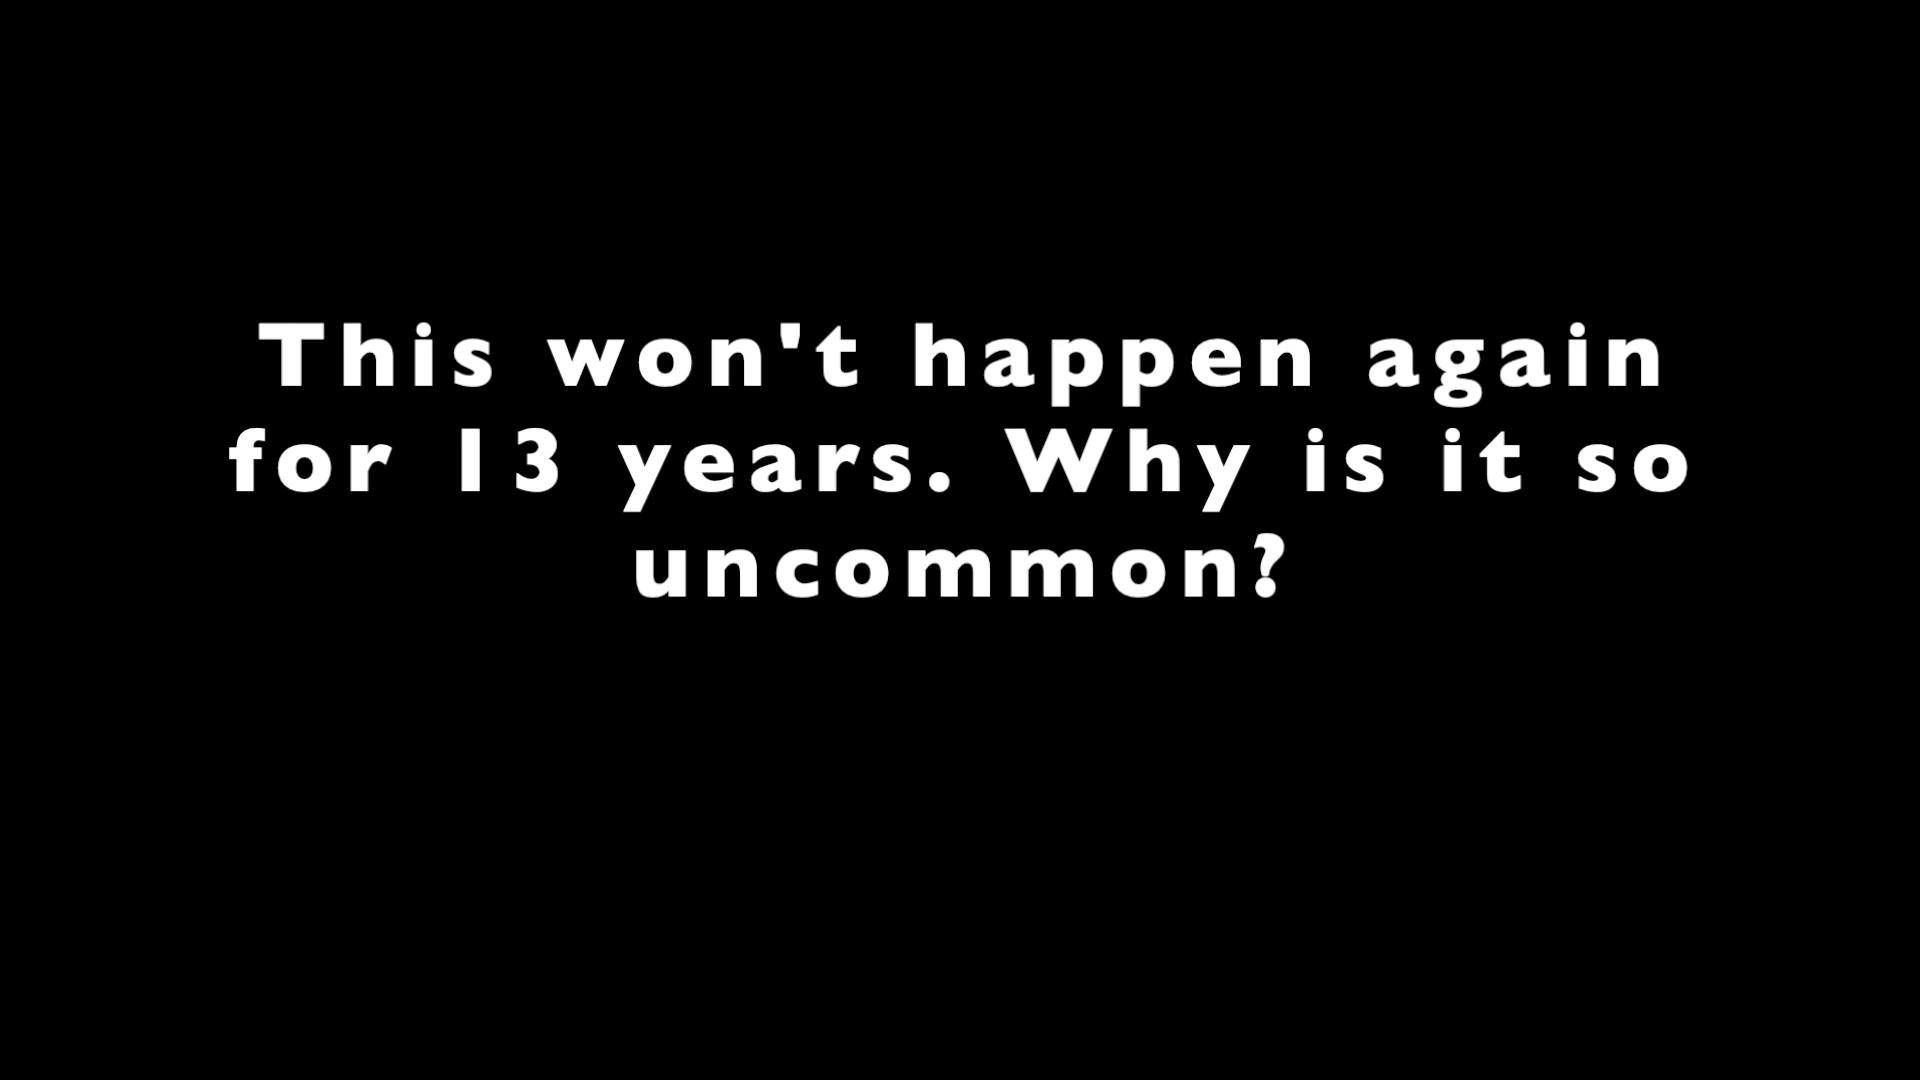 This won't happen again
for 13 years. Why is it so
uncommon?